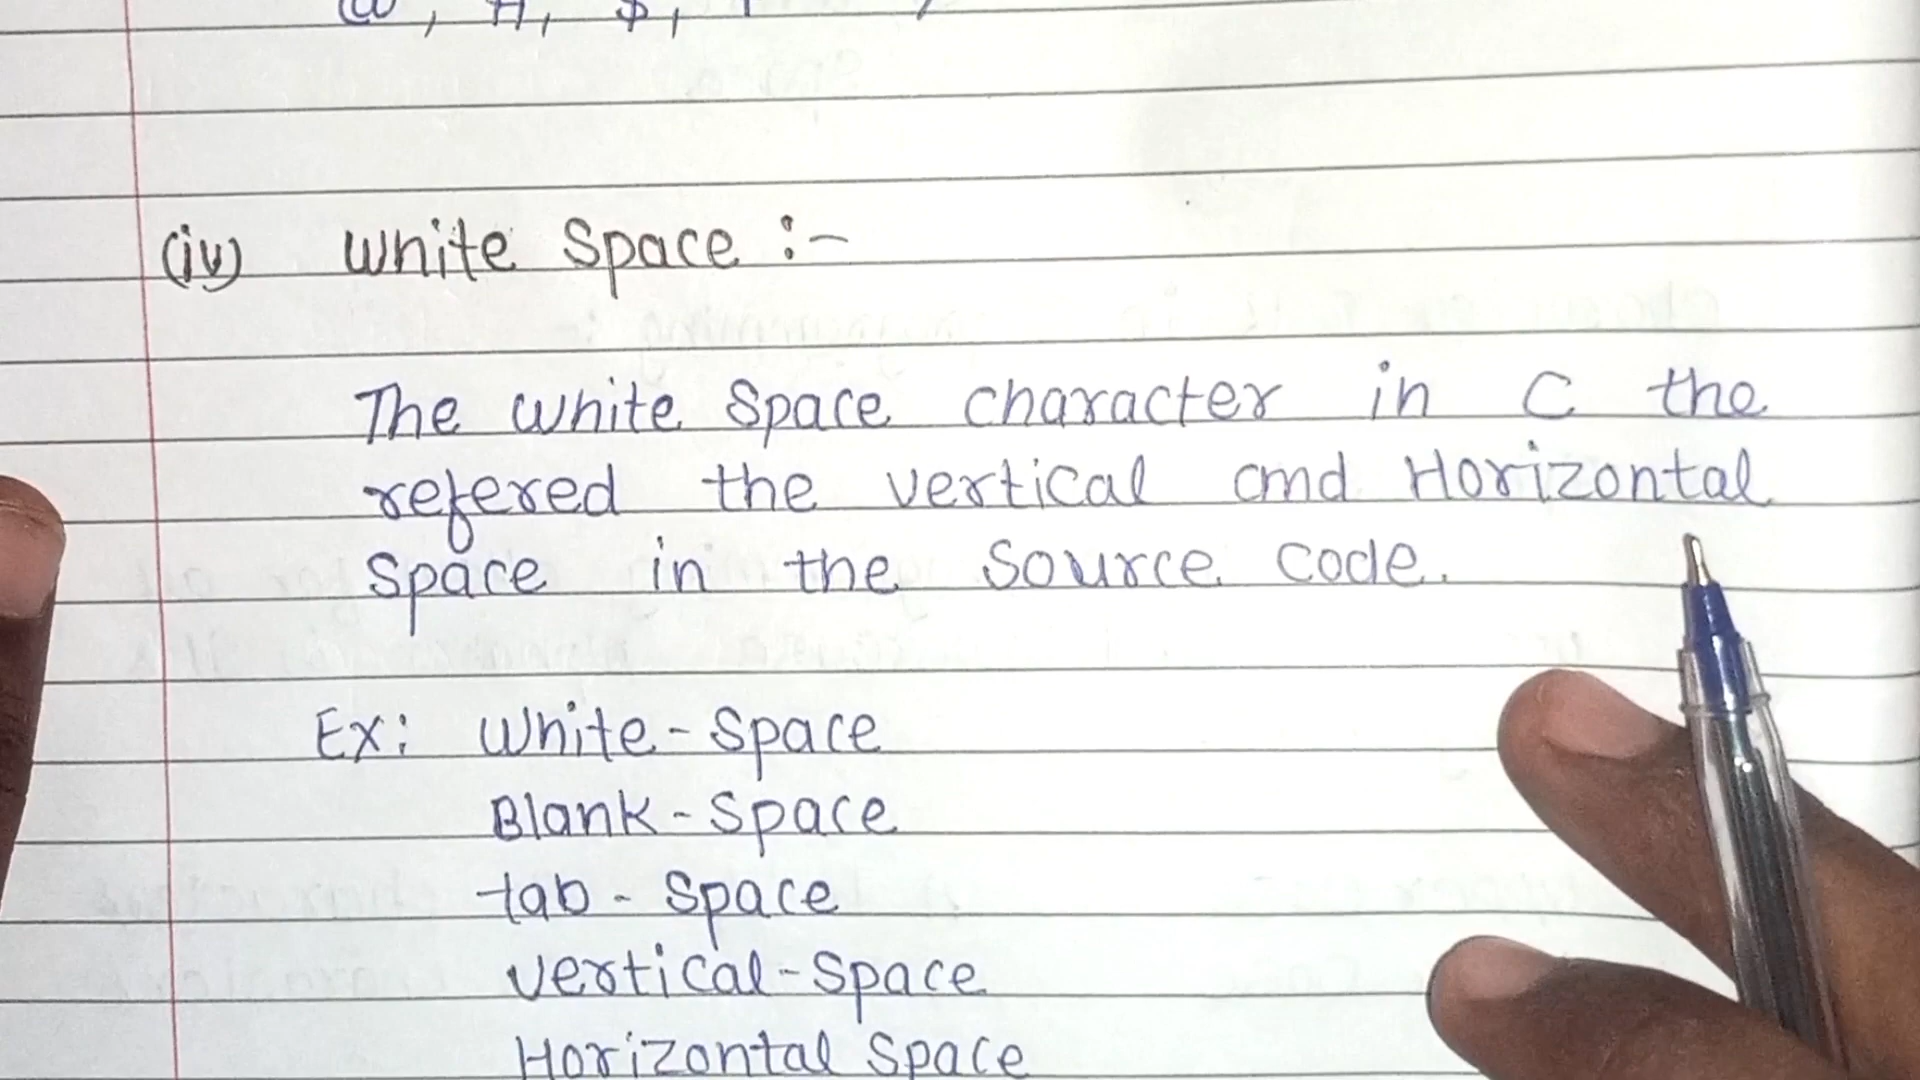 (iv) White Space :-
The white space character in C the
refered the vertical and Horizontal
Space in the Source code.
Ex: White-Space
Blank-Space
tab-Space
vertical-Space
Horizontal Space